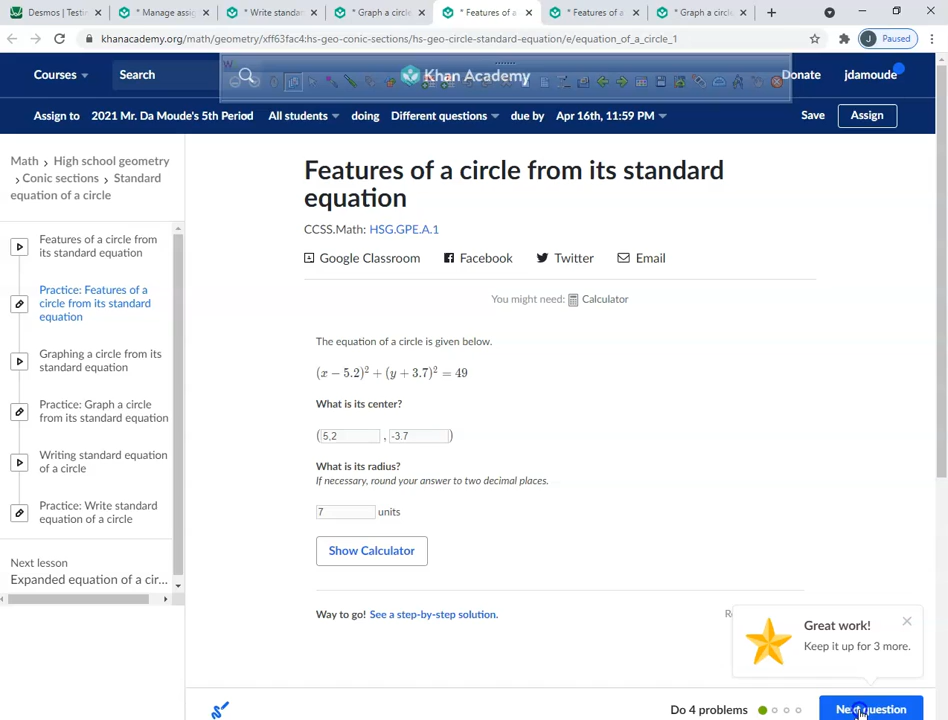 Desmos | Testin
* Manage assig
* Write standar
* Graph a circle
* Features of a
* Features of a
* Graph a circle
khanacademy.org/math/geometry/xff63fac4:hs-geo-conic-sections/hs-geo-circle-standard-equation/e/equation_of_a_circle_1
J Paused
Courses
Search
W
Khan Academy
Donate
jdamoude
Assign to 2021 Mr. Da Moude's 5th Period All students doing Different questions due by Apr 16th, 11:59 PM
Save
Assign
Math > High school geometry
> Conic sections > Standard
equation of a circle
Features of a circle from
its standard equation
Practice: Features of a
circle from its standard
equation
Graphing a circle from its
standard equation
Practice: Graph a circle
from its standard equation
Writing standard equation
of a circle
Practice: Write standard
equation of a circle
Next lesson
Expanded equation of a cir...
Features of a circle from its standard
equation
CCSS.Math: HSG.GPE.A.1
Google Classroom
Facebook
Twitter
Email
You might need: Calculator
The equation of a circle is given below.
(x − 5.2)² + (y + 3.7)² = 49
What is its center?
(5,2 , -3.7)
What is its radius?
If necessary, round your answer to two decimal places.
7 units
Show Calculator
Way to go! See a step-by-step solution.
Great work!
Keep it up for 3 more.
Do 4 problems
Next question